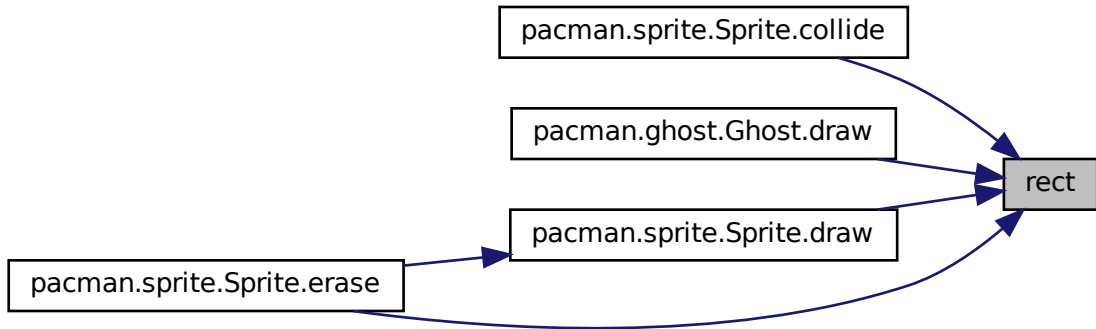 pacman.sprite.Sprite.collide
pacman.ghost.Ghost.draw
rect
pacman.sprite.Sprite.draw
pacman.sprite.Sprite.erase